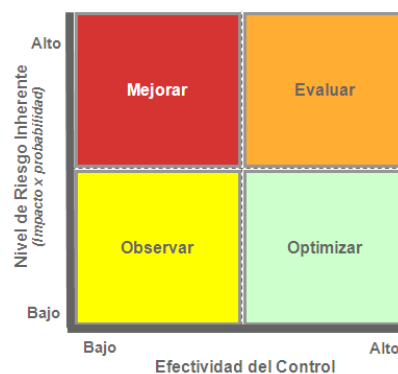 Alto
Mejorar
Evaluar
Nivel de Riesgo Inherente
(Impacto x probabilidad)
Observar
Optimizar
Bajo
Bajo
Alto
Efectividad del Control